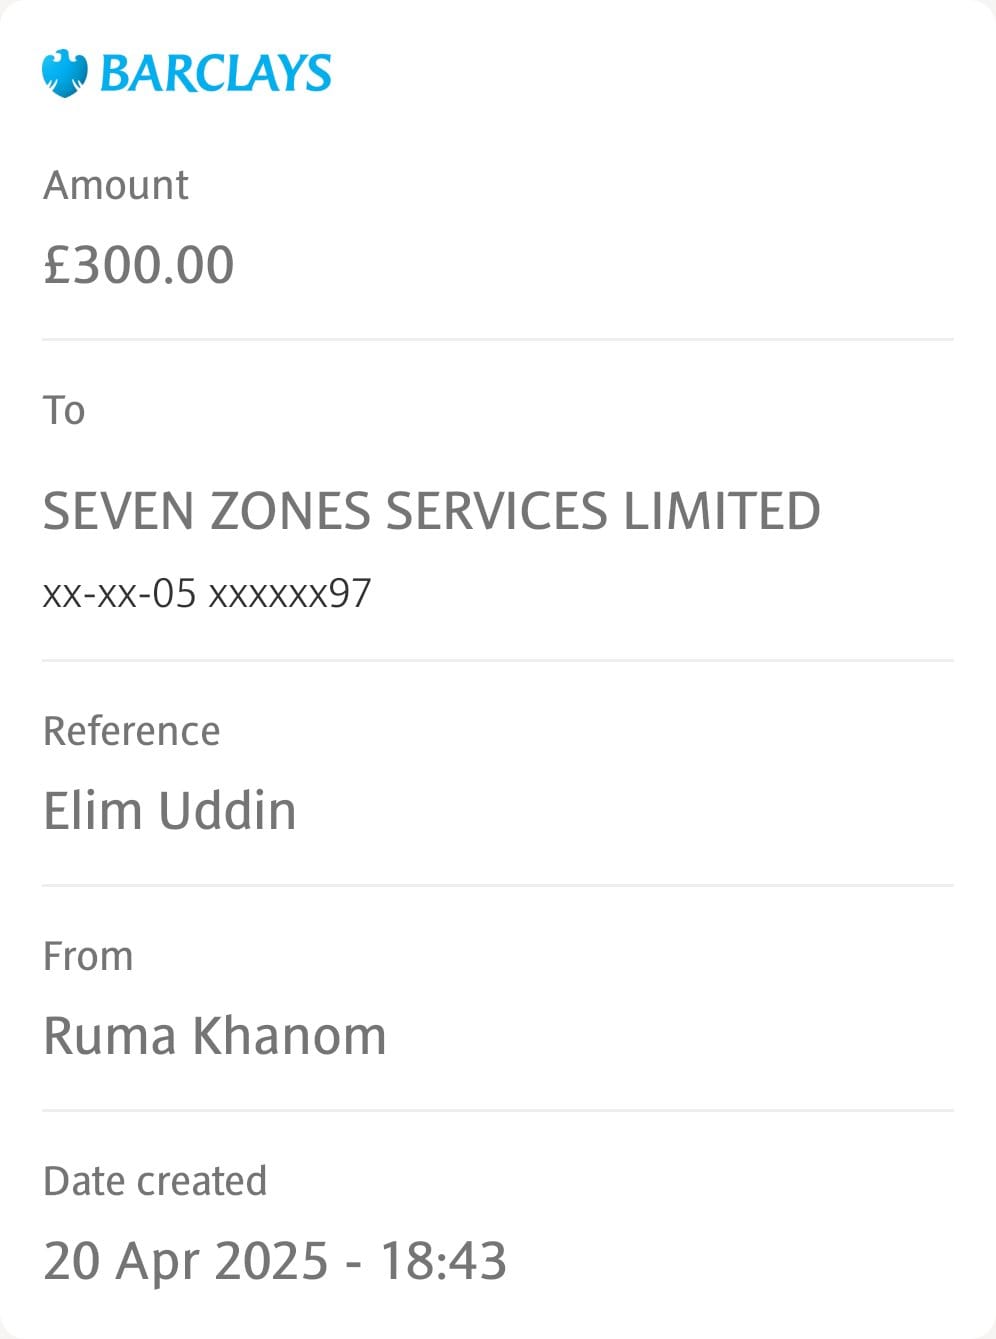 BARCLAYS
Amount
£300.00
To
SEVEN ZONES SERVICES LIMITED
xx-xx-05 xxxxxx97
Reference
Elim Uddin
From
Ruma Khanom
Date created
20 Apr 2025 - 18:43